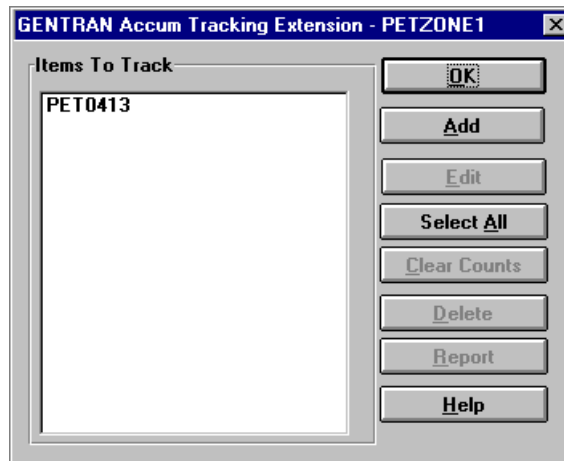 GENTRAN Accum Tracking Extension - PETZONE1
Items To Track
PET0413
OK
Add
Edit
Select All
Clear Counts
Delete
Report
Help